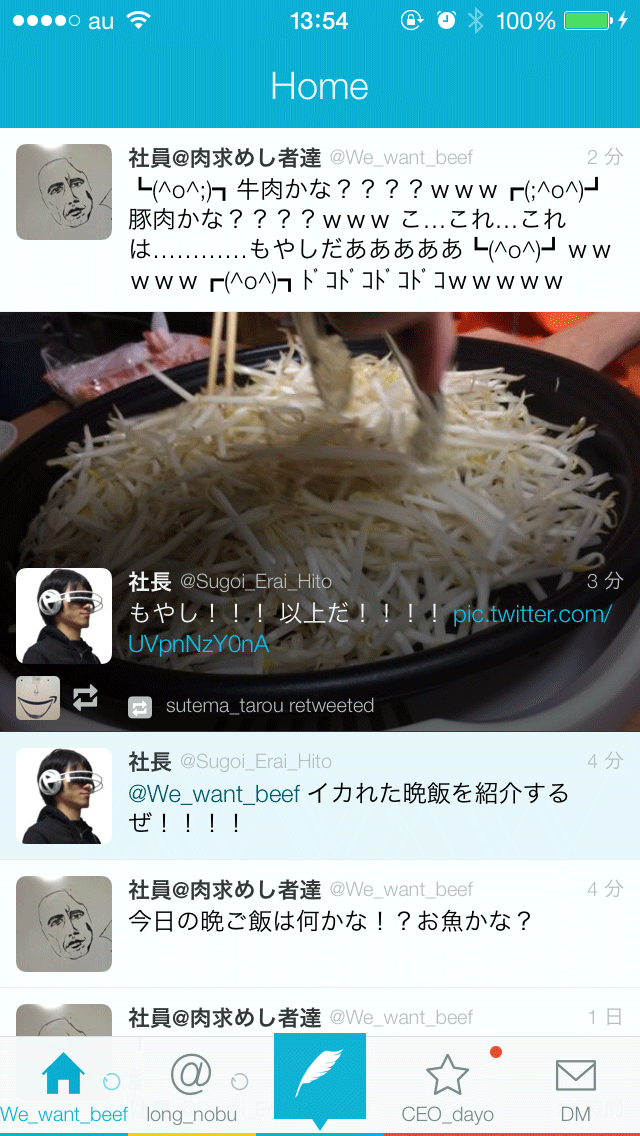 au 13:54 100%
Home
社員@肉求めし者達 @We_want_beef 2 分
┗(^o^;)┓牛肉かな？？？？ｗｗｗ┏(;^o^)┛
豚肉かな？？？？ｗｗｗ こ…これ…これ
は…………もやしだあああああ┗(^o^)┛ｗｗ
ｗｗｗ┏(^o^)┓ﾄﾞｺﾄﾞｺﾄﾞｺﾄﾞｺｗｗｗｗｗ
社長 @Sugoi_Erai_Hito 3 分
もやし！！！以上だ！！！！ pic.twitter.com/
UVpnNzY0nA
sutema_tarou retweeted
社長 @Sugoi_Erai_Hito 4 分
@We_want_beef イカれた晩飯を紹介する
ぜ！！！！
社員@肉求めし者達 @We_want_beef 4 分
今日の晩ご飯は何かな！？お魚かな？
社員@肉求めし者達 @We_want_beef 1 日
We_want_beef long_nobu CEO_dayo DM